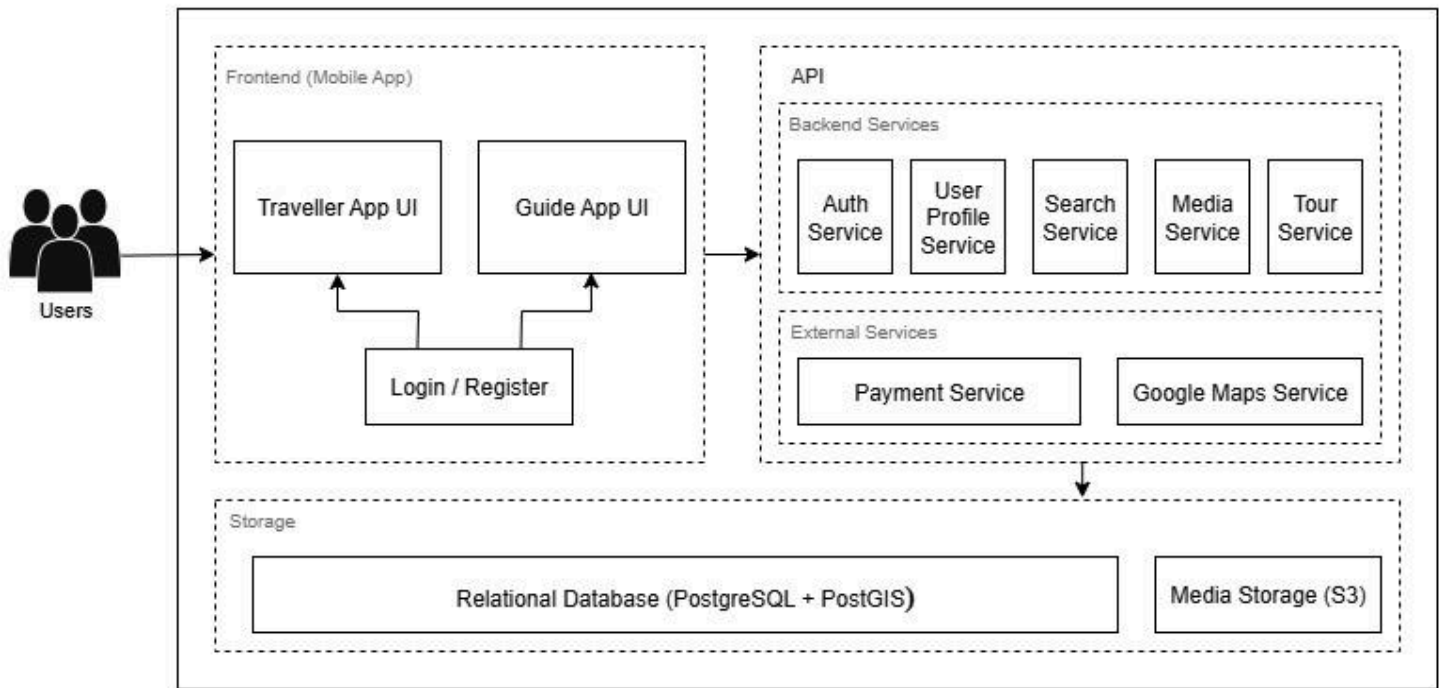 Frontend (Mobile App)
Traveller App UI
Guide App UI
Login / Register
Users
API
Backend Services
Auth
Service
User
Profile
Service
Search
Service
Media
Service
Tour
Service
External Services
Payment Service
Google Maps Service
Storage
Relational Database (PostgreSQL + PostGIS)
Media Storage (S3)